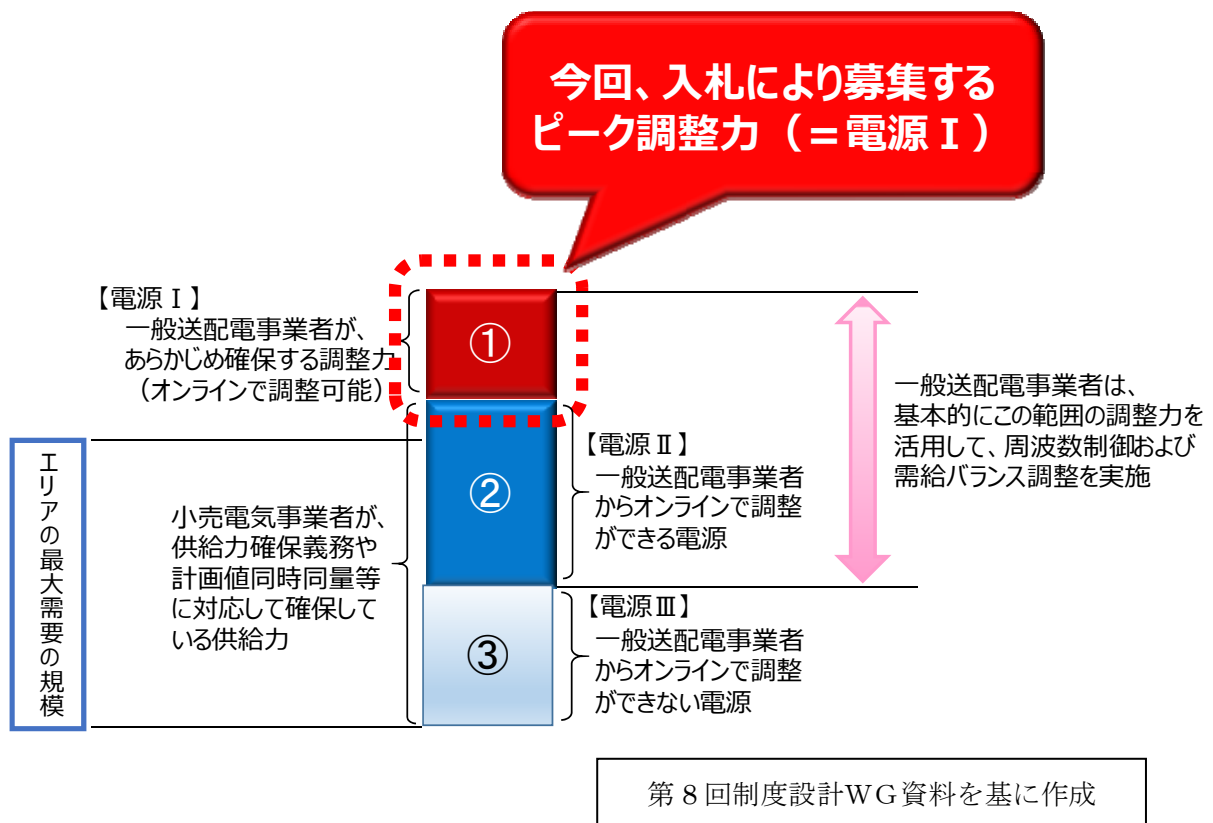 今回、入札により募集する
ピーク調整力（＝電源Ⅰ）
【電源Ⅰ】
一般送配電事業者が、
あらかじめ確保する調整力
（オンラインで調整可能）
①
一般送配電事業者は、
基本的にこの範囲の調整力を
活用して、周波数制御および
需給バランス調整を実施
エリアの最大需要の規模
小売電気事業者が、
供給力確保義務や
計画値同時同量等
に対応して確保して
いる供給力
②
【電源Ⅱ】
一般送配電事業者
からオンラインで調整
ができる電源
③
【電源Ⅲ】
一般送配電事業者
からオンラインで調整
ができない電源
第８回制度設計ＷＧ資料を基に作成